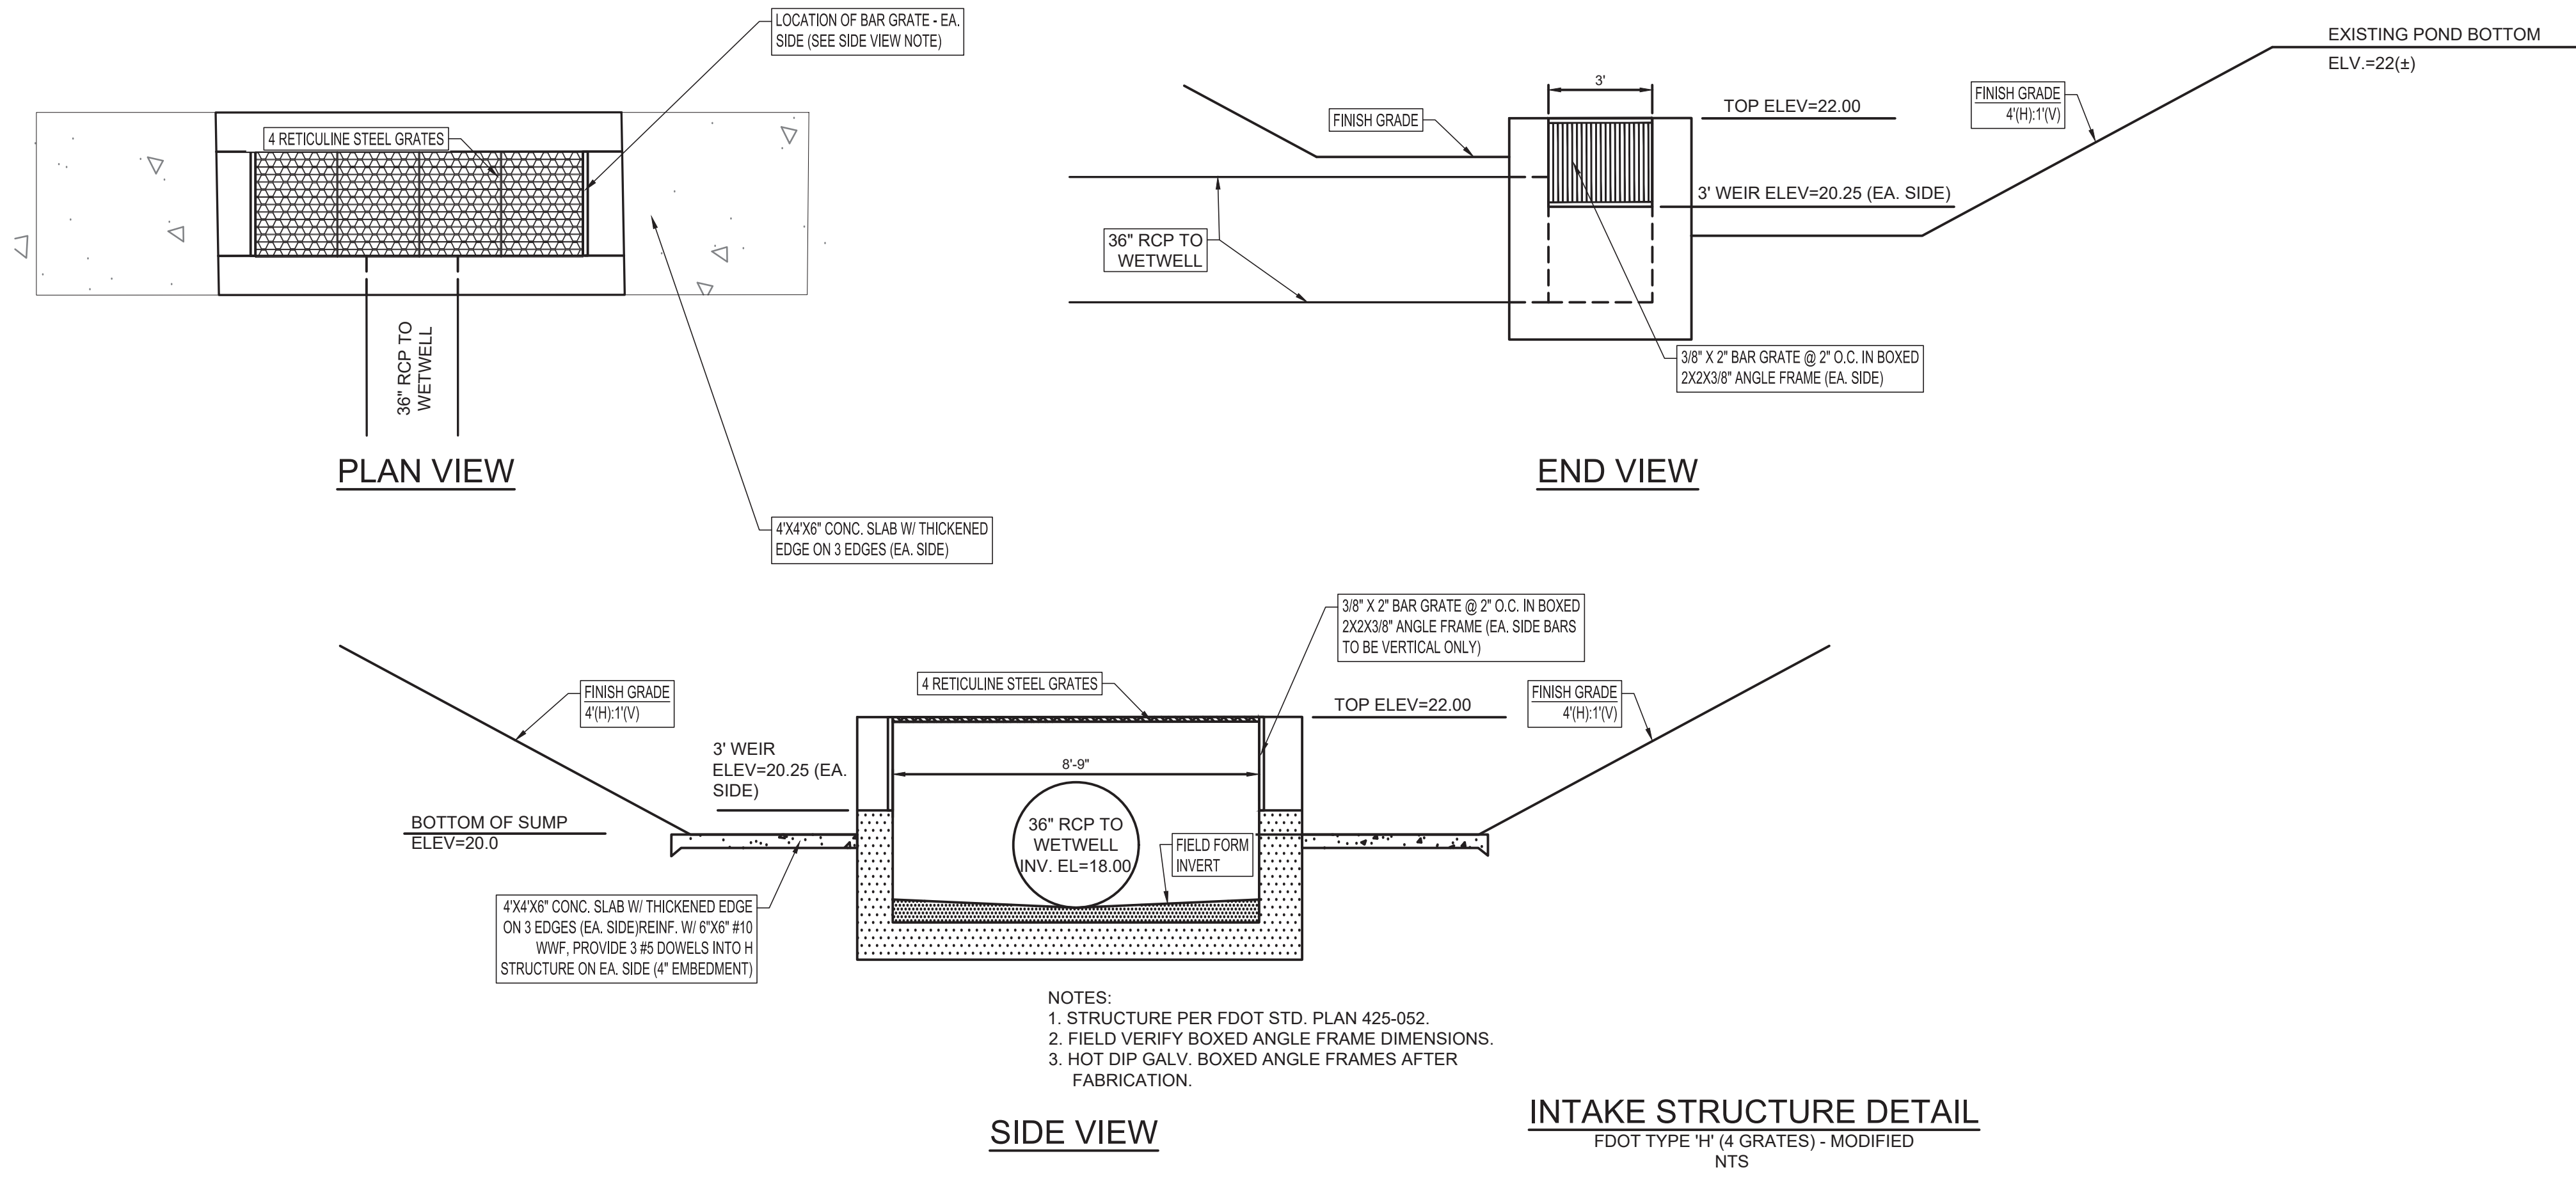 LOCATION OF BAR GRATE - EA.
SIDE (SEE SIDE VIEW NOTE)
4 RETICULINE STEEL GRATES
36" RCP TO
WETWELL
PLAN VIEW
4'X4'X6" CONC. SLAB W/ THICKENED
EDGE ON 3 EDGES (EA. SIDE)
EXISTING POND BOTTOM
ELV.=22(±)
3'
FINISH GRADE
TOP ELEV=22.00
FINISH GRADE
4'(H):1'(V)
3' WEIR ELEV=20.25 (EA. SIDE)
36" RCP TO
WETWELL
3/8" X 2" BAR GRATE @ 2" O.C. IN BOXED
2X2X3/8" ANGLE FRAME (EA. SIDE)
END VIEW
3/8" X 2" BAR GRATE @ 2" O.C. IN BOXED
2X2X3/8" ANGLE FRAME (EA. SIDE BARS
TO BE VERTICAL ONLY)
4 RETICULINE STEEL GRATES
FINISH GRADE
4'(H):1'(V)
TOP ELEV=22.00
FINISH GRADE
4'(H):1'(V)
3' WEIR
ELEV=20.25 (EA.
SIDE)
8'-9"
BOTTOM OF SUMP
ELEV=20.0
36" RCP TO
WETWELL
INV. EL=18.00
FIELD FORM
INVERT
4'X4'X6" CONC. SLAB W/ THICKENED EDGE
ON 3 EDGES (EA. SIDE)REINF. W/ 6"X6" #10
WWF, PROVIDE 3 #5 DOWELS INTO H
STRUCTURE ON EA. SIDE (4" EMBEDMENT)
NOTES:
1. STRUCTURE PER FDOT STD. PLAN 425-052.
2. FIELD VERIFY BOXED ANGLE FRAME DIMENSIONS.
3. HOT DIP GALV. BOXED ANGLE FRAMES AFTER
FABRICATION.
SIDE VIEW
INTAKE STRUCTURE DETAIL
FDOT TYPE 'H' (4 GRATES) - MODIFIED
NTS